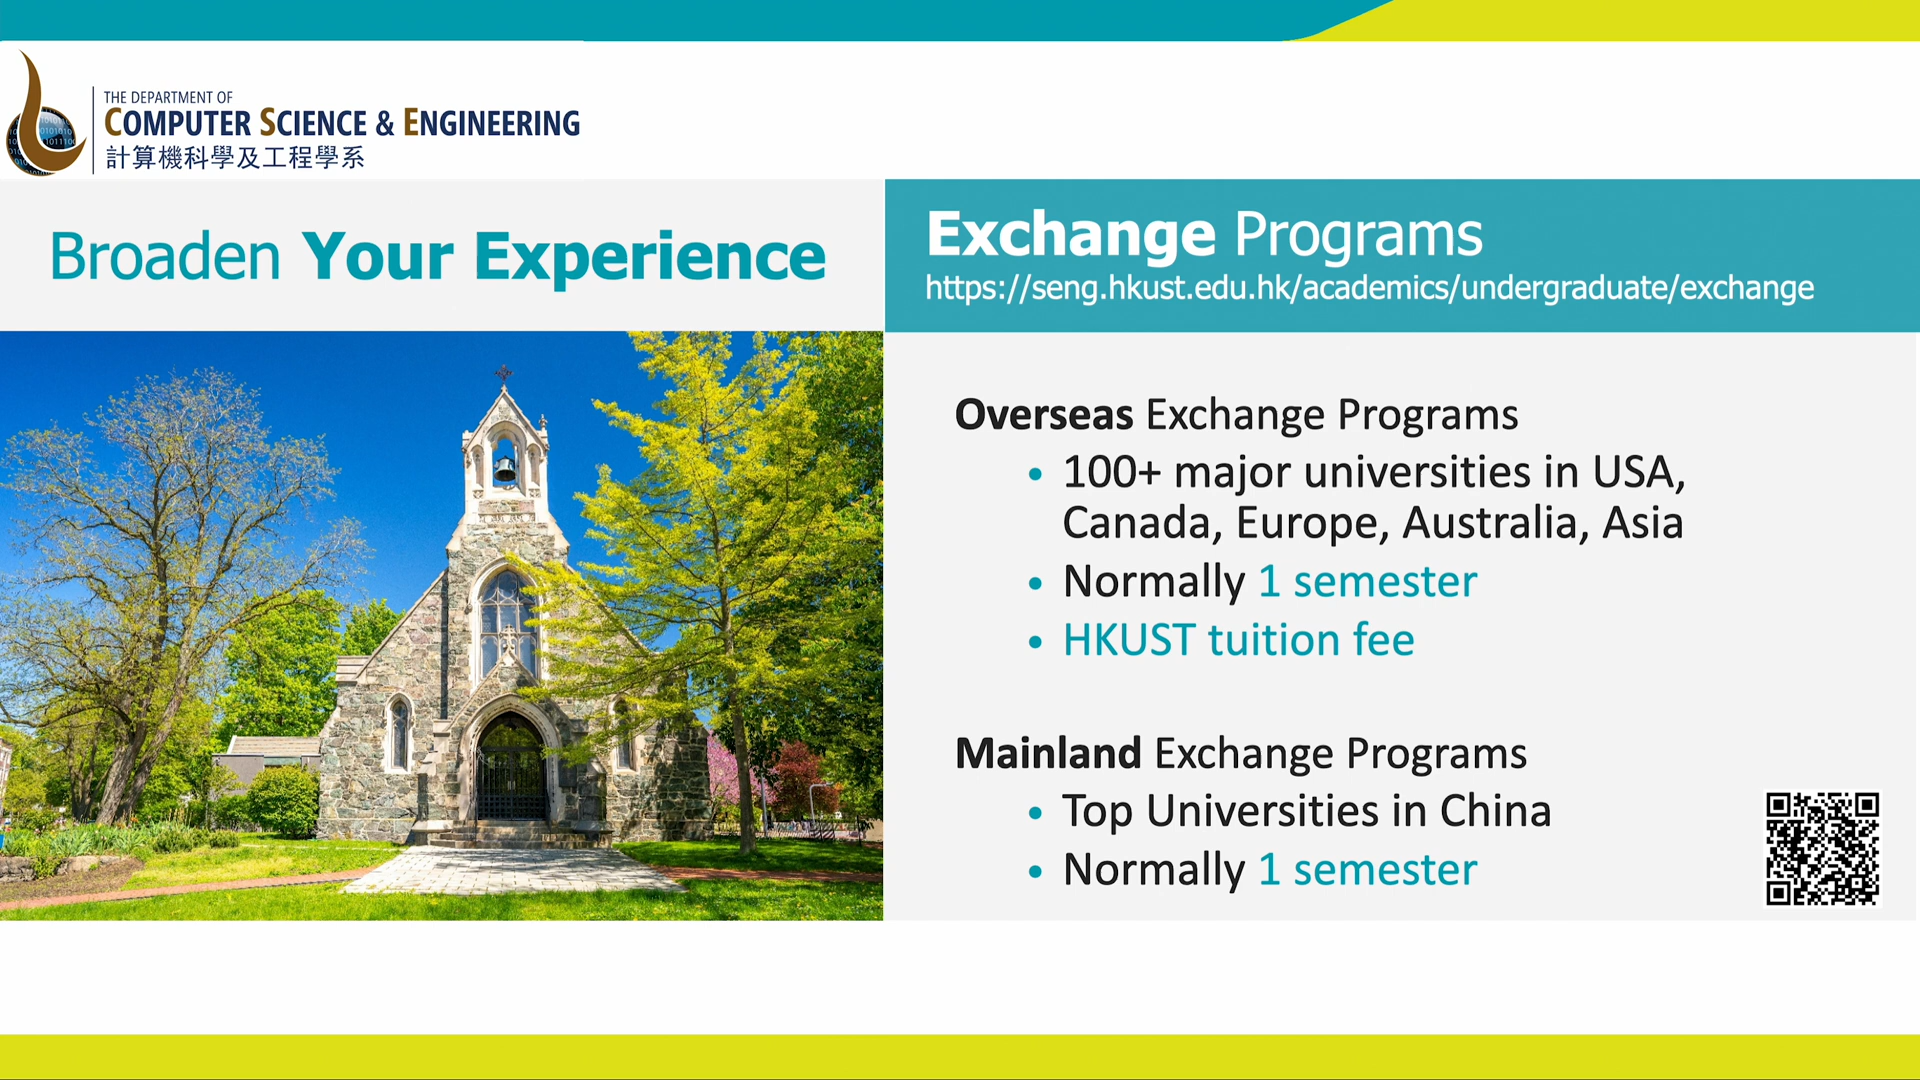 THE DEPARTMENT OF
COMPUTER SCIENCE & ENGINEERING
計算機科學及工程學系
Broaden Your Experience
Exchange Programs
https://seng.hkust.edu.hk/academics/undergraduate/exchange
Overseas Exchange Programs
• 100+ major universities in USA,
Canada, Europe, Australia, Asia
• Normally 1 semester
• HKUST tuition fee
Mainland Exchange Programs
• Top Universities in China
• Normally 1 semester